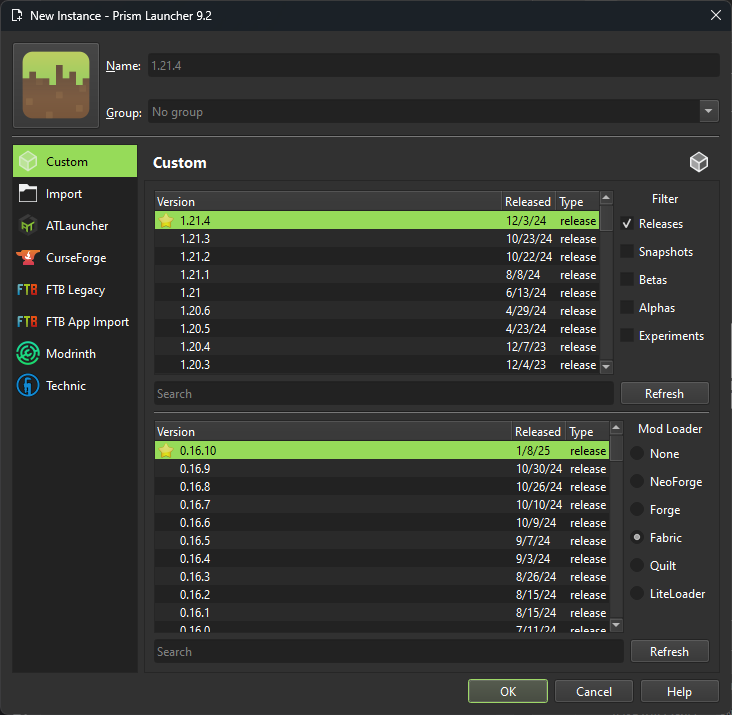 New Instance - Prism Launcher 9.2
Name: 1.21.4
Group: No group
Custom
Import
ATLauncher
CurseForge
FTB Legacy
FTB App Import
Modrinth
Technic
Custom
Version Released Type
1.21.4 12/3/24 release
1.21.3 10/23/24 release
1.21.2 10/22/24 release
1.21.1 8/8/24 release
1.21 6/13/24 release
1.20.6 4/29/24 release
1.20.5 4/23/24 release
1.20.4 12/7/23 release
1.20.3 12/4/23 release
Filter
Releases
Snapshots
Betas
Alphas
Experiments
Search Refresh
Version Released Type
0.16.10 1/8/25 release
0.16.9 10/30/24 release
0.16.8 10/26/24 release
0.16.7 10/10/24 release
0.16.6 10/9/24 release
0.16.5 9/7/24 release
0.16.4 9/3/24 release
0.16.3 8/26/24 release
0.16.2 8/15/24 release
0.16.1 8/15/24 release
0.16.0 7/11/24 release
Mod Loader
None
NeoForge
Forge
Fabric
Quilt
LiteLoader
Search Refresh
OK Cancel Help